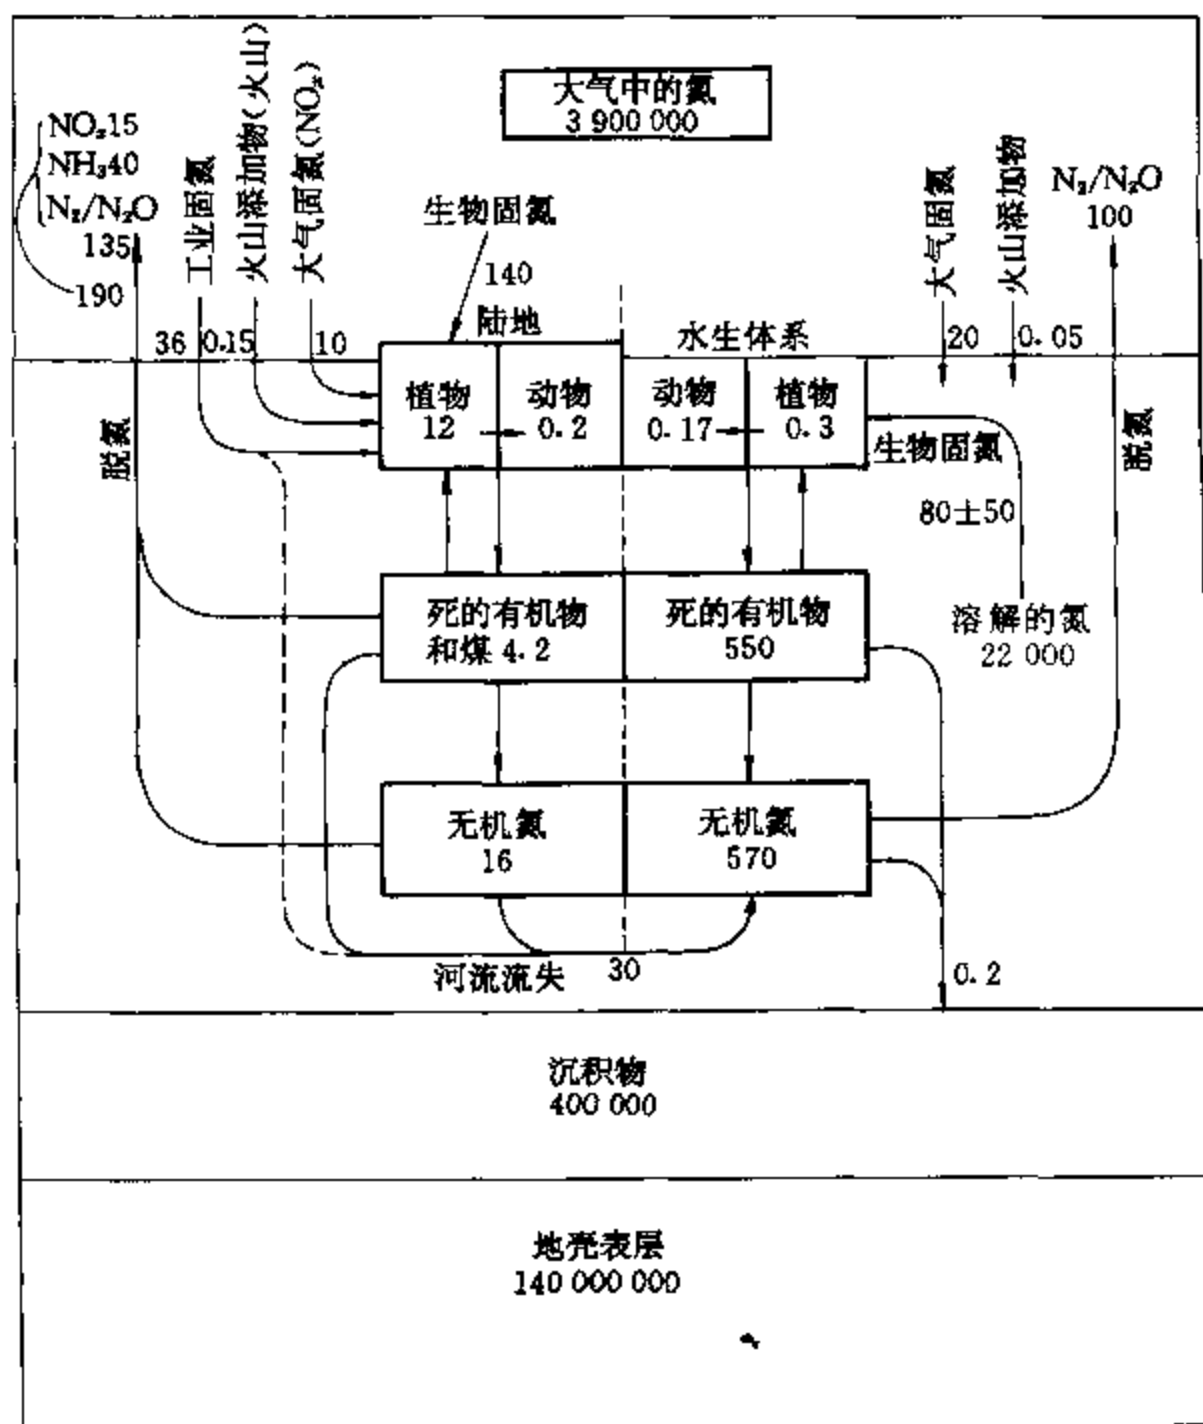 大气中的氮
3 900 000
NOₓ15
NH₃40
N₂/N₂O
135
190
工业固氮
火山添加物(火山)
大气固氮(NOₓ)
生物固氮
140
大气固氮
火山添加物
N₂/N₂O
100
36
0.15
10
陆地
水生体系
20
0.05
植物
12
动物
0.2
动物
0.17
植物
0.3
生物固氮
80±50
脱氮
脱氮
死的有机物
和煤 4.2
死的有机物
550
溶解的氮
22 000
无机氮
16
无机氮
570
河流流失
30
0.2
沉积物
400 000
地壳表层
140 000 000